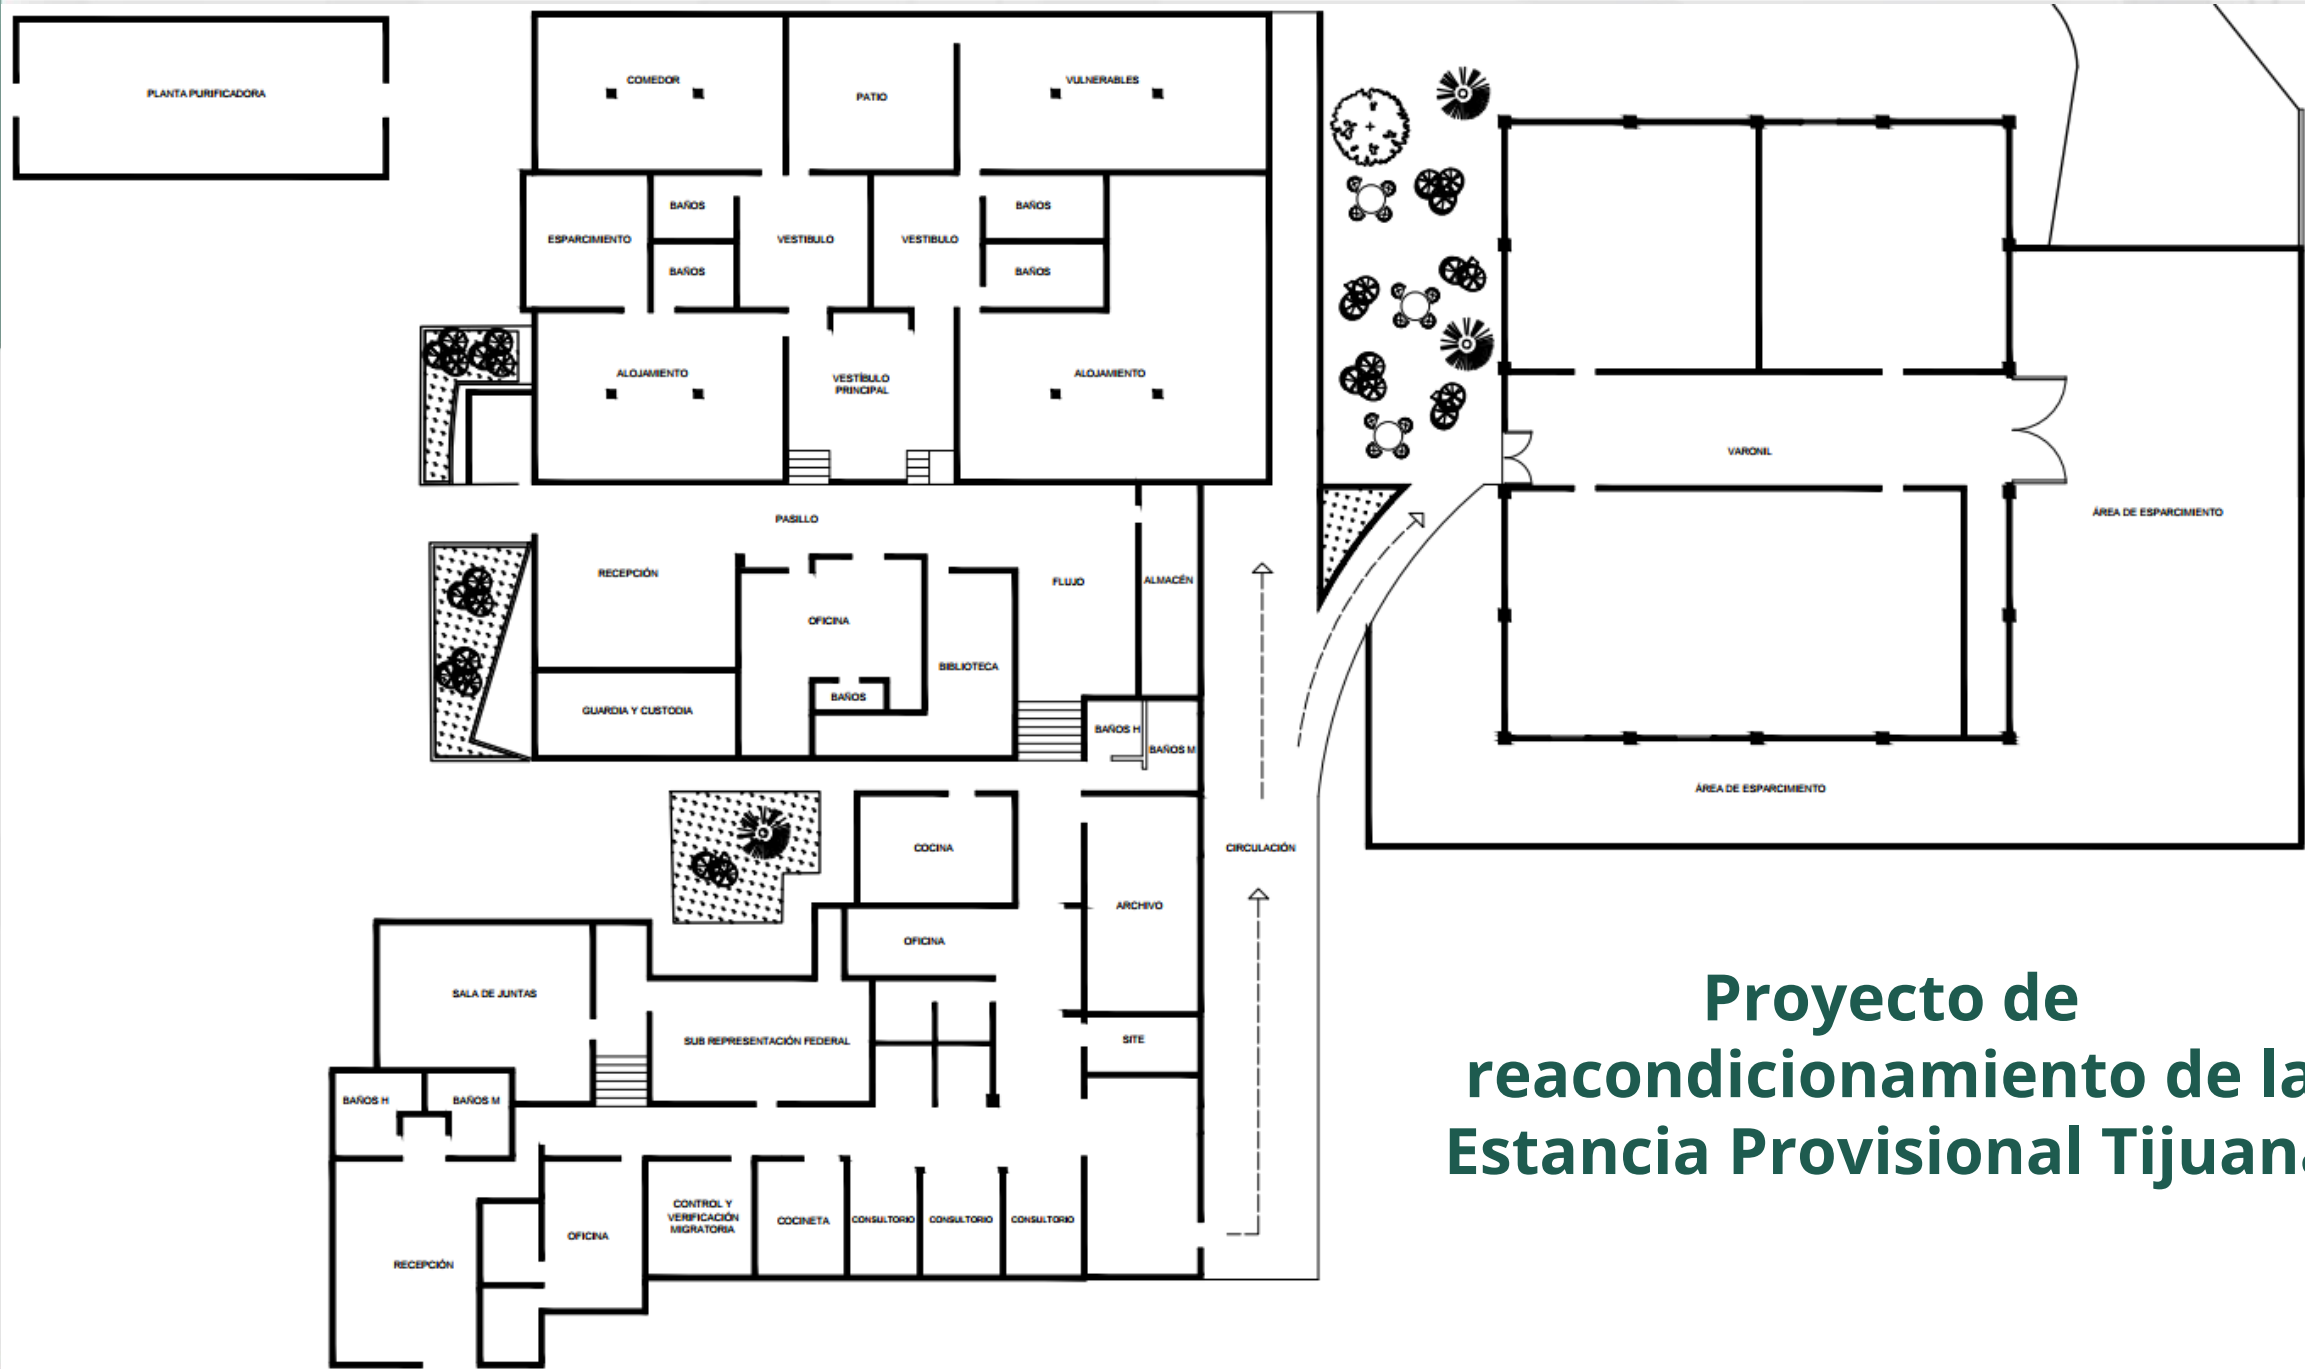 PLANTA PURIFICADORA
COMEDOR
PATIO
VULNERABLES
ESPARCIMIENTO
BAÑOS
BAÑOS
VESTIBULO
VESTIBULO
BAÑOS
BAÑOS
ALOJAMIENTO
VESTÍBULO
PRINCIPAL
ALOJAMIENTO
VARONIL
ÁREA DE ESPARCIMIENTO
PASILLO
RECEPCIÓN
OFICINA
FLUJO
ALMACÉN
BIBLIOTECA
BAÑOS
GUARDIA Y CUSTODIA
BAÑOS H
BAÑOS M
ÁREA DE ESPARCIMIENTO
COCINA
CIRCULACIÓN
ARCHIVO
OFICINA
SALA DE JUNTAS
SUB REPRESENTACIÓN FEDERAL
SITE
BAÑOS H
BAÑOS M
CONTROL Y
VERIFICACIÓN
MIGRATORIA
COCINETA
CONSULTORIO
CONSULTORIO
CONSULTORIO
OFICINA
RECEPCIÓN
Proyecto de
reacondicionamiento de la
Estancia Provisional Tijuana